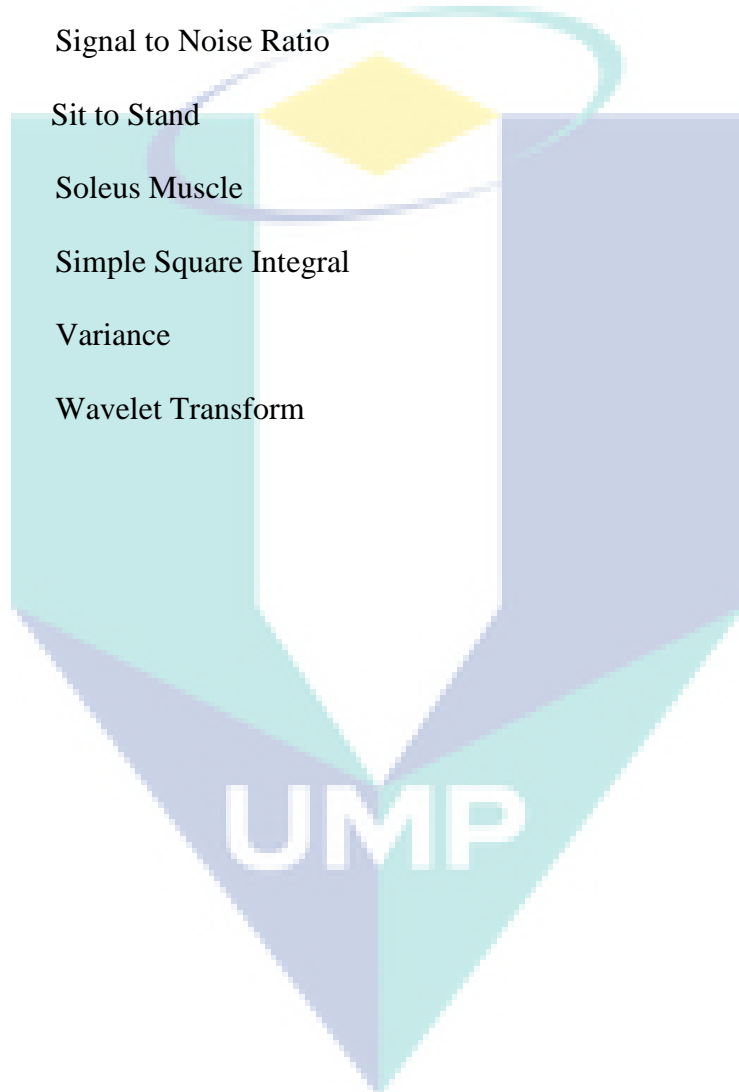 Signal to Noise Ratio
Sit to Stand
Soleus Muscle
Simple Square Integral
Variance
Wavelet Transform
UMP